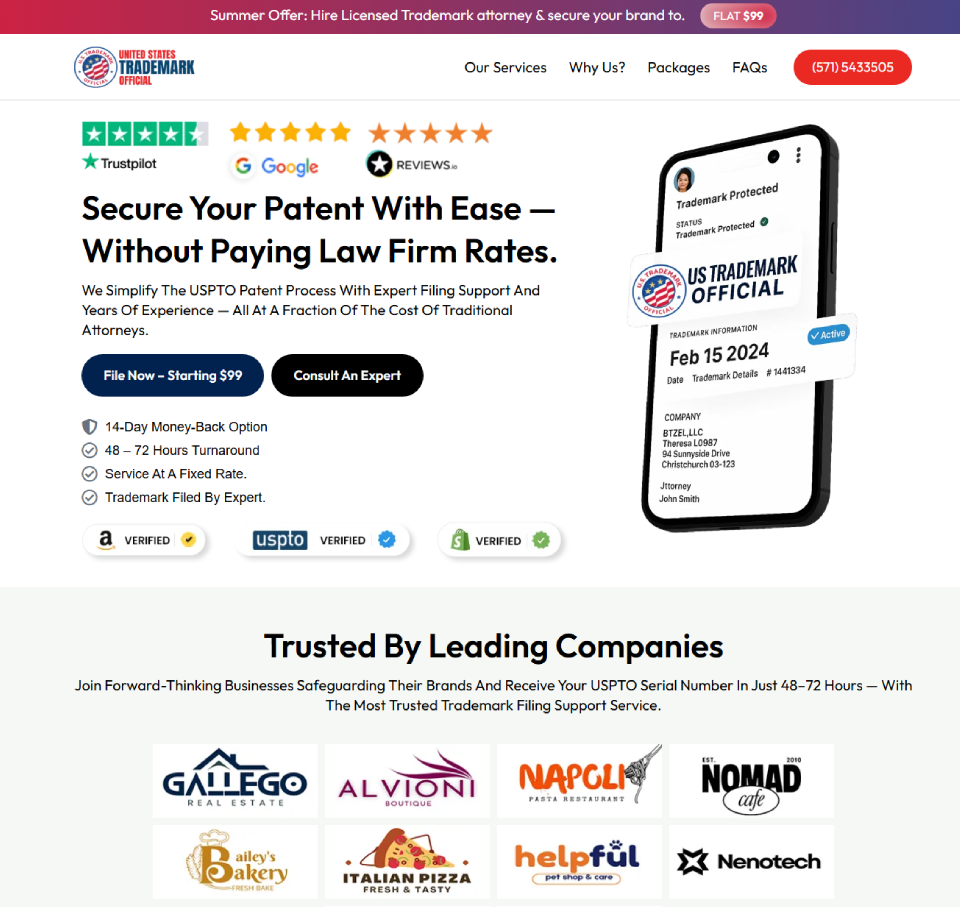 Summer Offer: Hire Licensed Trademark attorney & secure your brand to. FLAT $99
UNITED STATES
TRADEMARK
OFFICIAL
U.S. TRADEMARK
OFFICIAL
Our Services Why Us? Packages FAQs (571) 5433505
Trustpilot
Google
REVIEWS.io
Secure Your Patent With Ease —
Without Paying Law Firm Rates.
We Simplify The USPTO Patent Process With Expert Filing Support And
Years Of Experience — All At A Fraction Of The Cost Of Traditional
Attorneys.
File Now – Starting $99 Consult An Expert
14-Day Money-Back Option
48 – 72 Hours Turnaround
Service At A Fixed Rate.
Trademark Filed By Expert.
a VERIFIED
uspto VERIFIED
VERIFIED
Trademark Protected
STATUS
Trademark Protected
U.S. TRADEMARK
OFFICIAL
US TRADEMARK
OFFICIAL
TRADEMARK INFORMATION
Active
Feb 15 2024
Date Trademark Details # 1441334
COMPANY
BTZEL,LLC
Theresa L0987
94 Sunnyside Drive
Christchurch 03-123
Jttorney
John Smith
Trusted By Leading Companies
Join Forward-Thinking Businesses Safeguarding Their Brands And Receive Your USPTO Serial Number In Just 48–72 Hours — With
The Most Trusted Trademark Filing Support Service.
GALLEGO
REAL ESTATE
ALVIONI
BOUTIQUE
NAPOLI
PASTA RESTAURANT
EST. 2010
NOMAD
cafe
Bailey's
Bakery
FRESH BAKE
ITALIAN PIZZA
FRESH & TASTY
helpful
pet shop & care
Nenotech